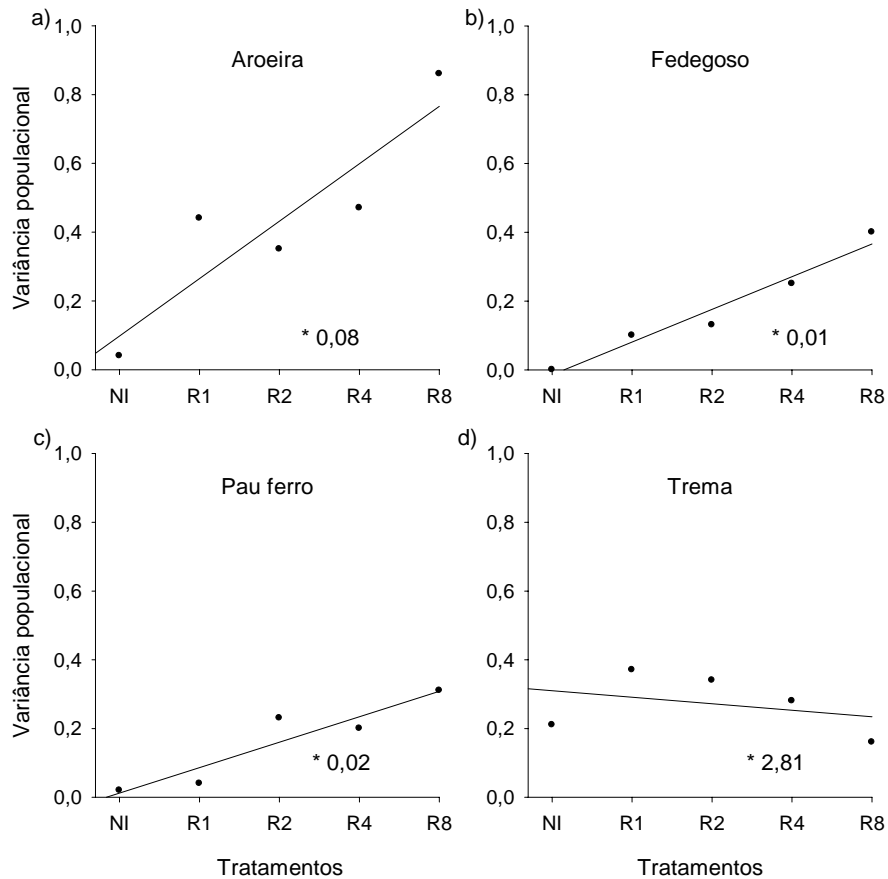 a)
1,0
Aroeira
0,8
0,6
0,4
0,2
0,0
Variância populacional
* 0,08
NI R1 R2 R4 R8
b)
1,0
Fedegoso
0,8
0,6
0,4
0,2
0,0
* 0,01
NI R1 R2 R4 R8
c)
1,0
Pau ferro
0,8
0,6
0,4
0,2
0,0
Variância populacional
* 0,02
NI R1 R2 R4 R8
Tratamentos
d)
1,0
Trema
0,8
0,6
0,4
0,2
0,0
* 2,81
NI R1 R2 R4 R8
Tratamentos